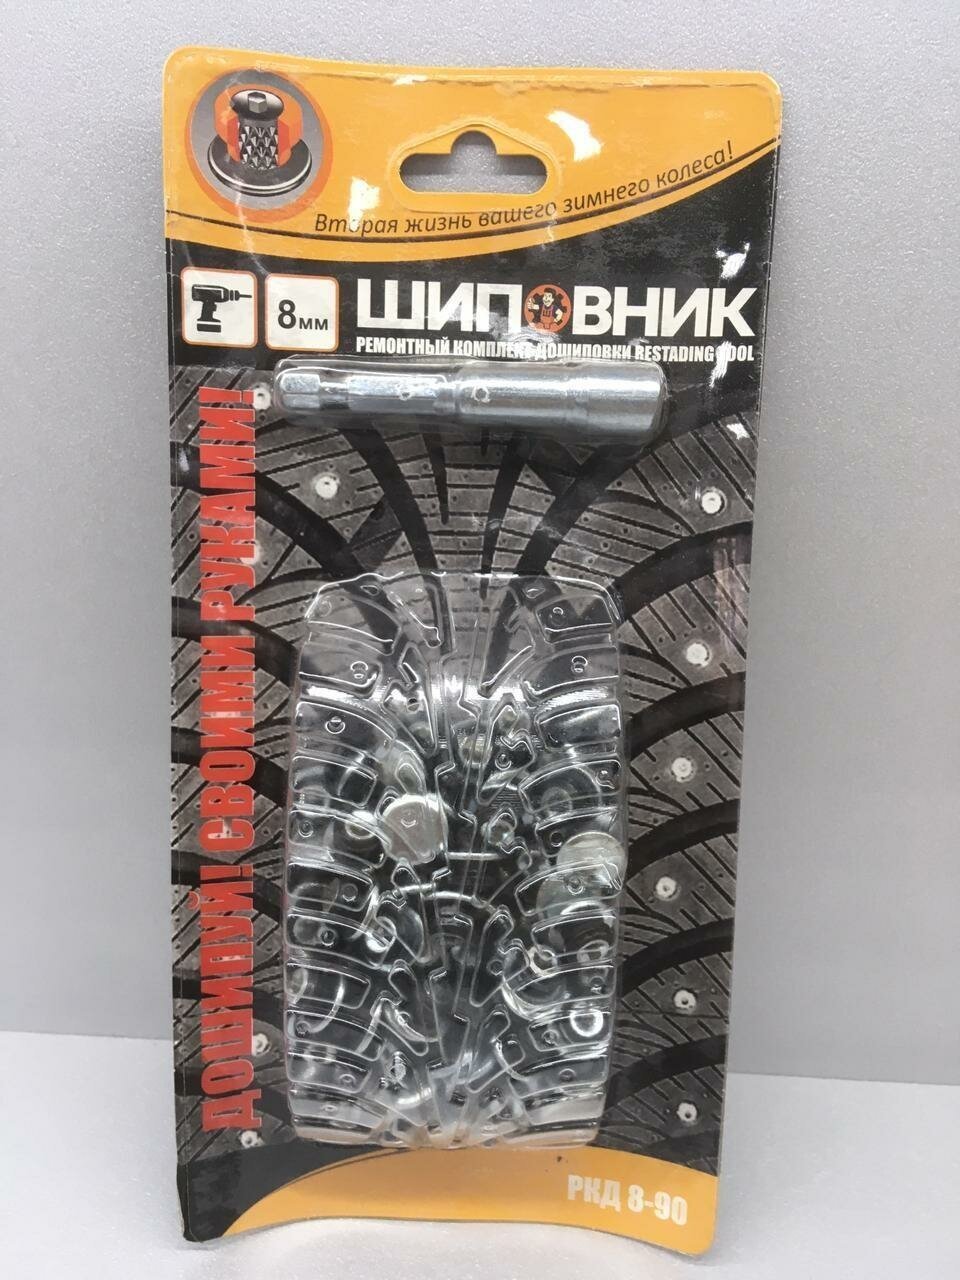 Вторая жизнь вашего зимнего колеса!
8мм
ШИПОВНИК
РЕМОНТНЫЙ КОМПЛЕКТ ДОШИПОВКИ RESTADING TOOL
ДОШИПУЙ! СВОИМИ РУКАМИ!
РКД 8-90